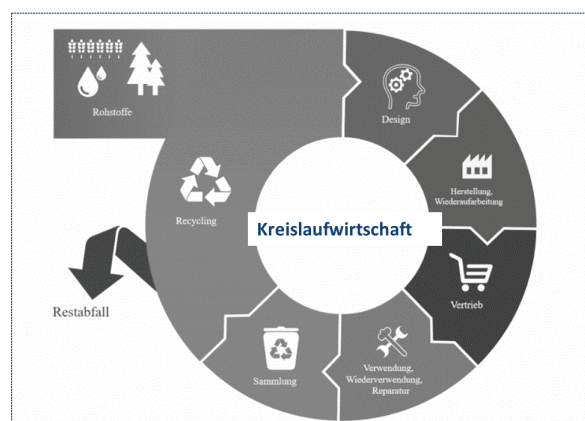 Rohstoffe
Design
Herstellung,
Wiederaufarbeitung
Vertrieb
Verwendung,
Wiederverwendung,
Reparatur
Sammlung
Recycling
Restabfall
Kreislaufwirtschaft